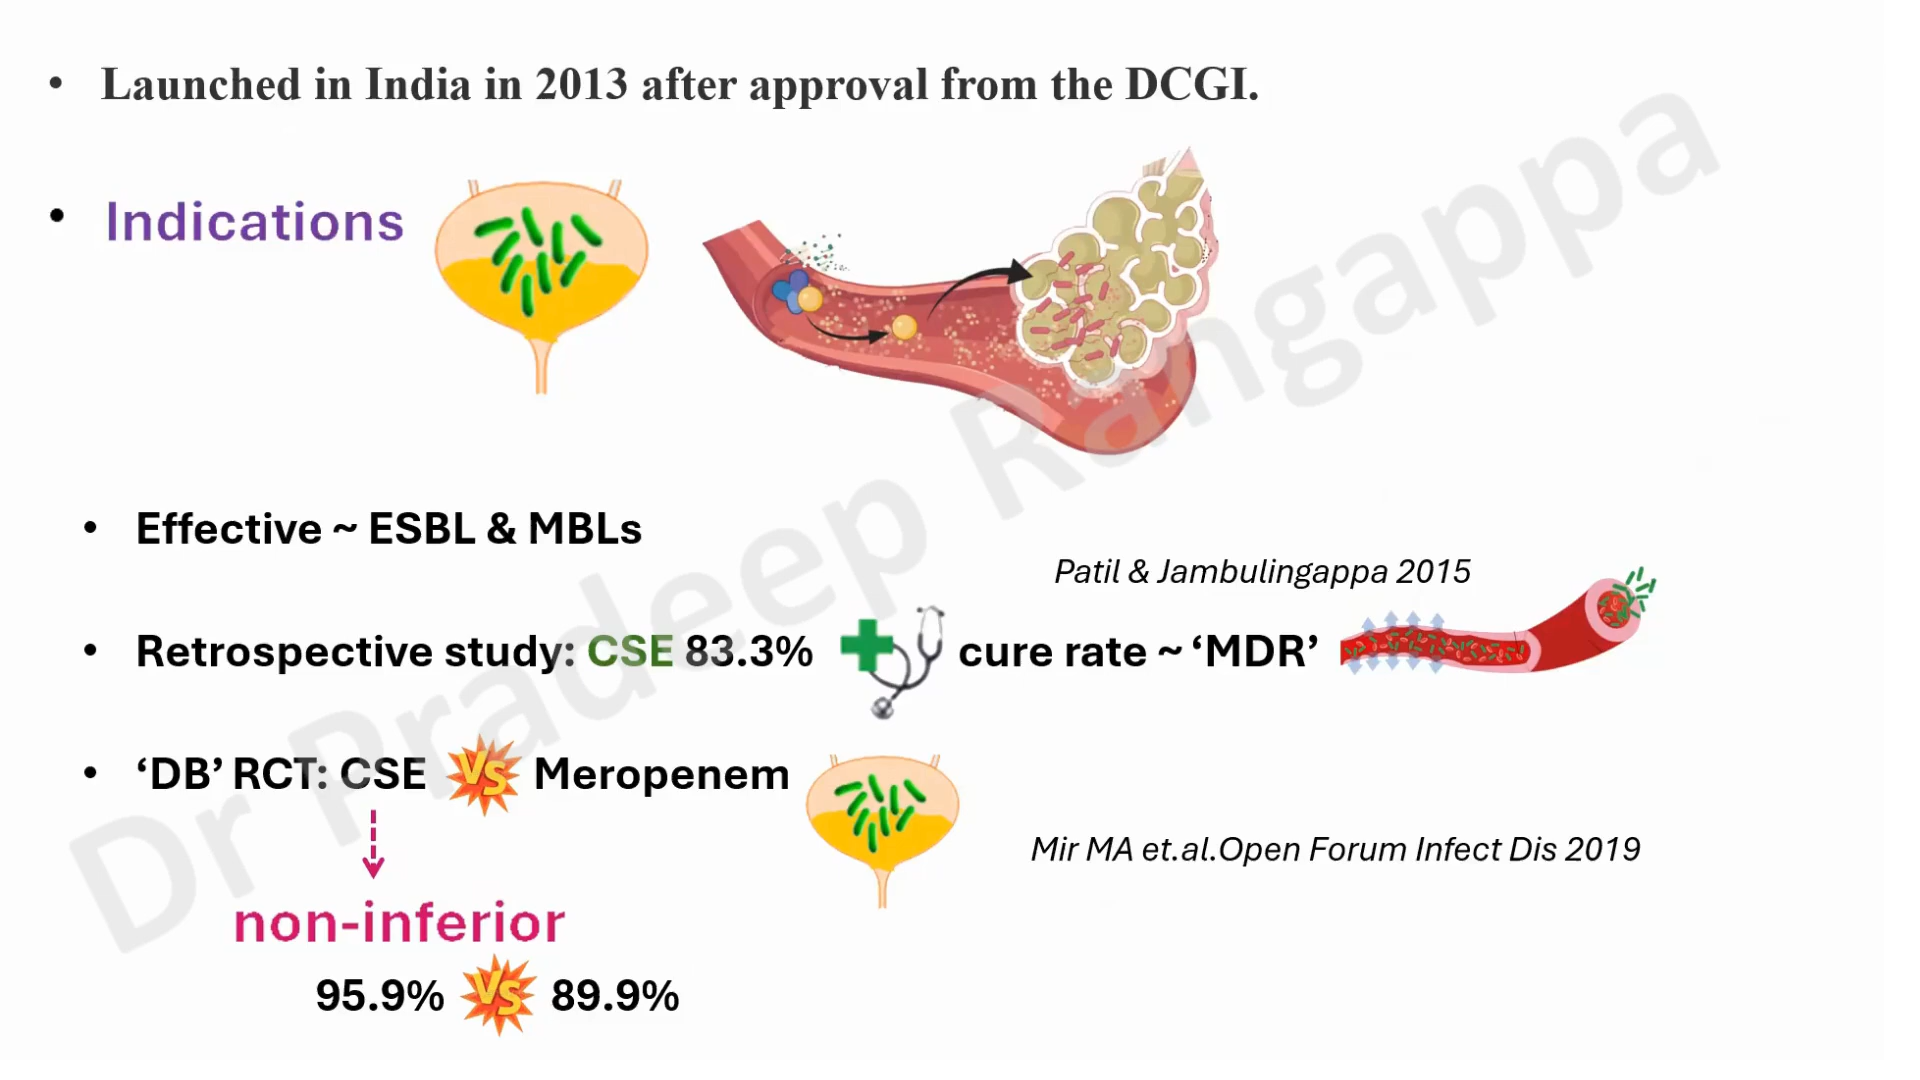 • Launched in India in 2013 after approval from the DCGI.
• Indications
• Effective ~ ESBL & MBLs
Patil & Jambulingappa 2015
• Retrospective study: CSE 83.3% cure rate ~ ‘MDR’
• ‘DB’ RCT: CSE VS Meropenem
Mir MA et.al.Open Forum Infect Dis 2019
non-inferior
95.9% VS 89.9%
Dr Pradeep Rangappa